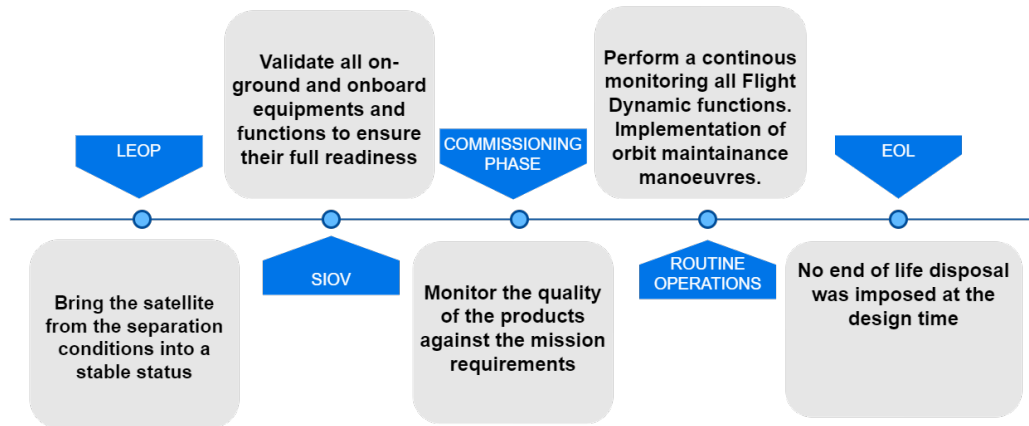 LEOP
Bring the satellite
from the separation
conditions into a
stable status
Validate all on-
ground and onboard
equipments and
functions to ensure
their full readiness
SIOV
COMMISSIONING
PHASE
Monitor the quality
of the products
against the mission
requirements
Perform a continous
monitoring all Flight
Dynamic functions.
Implementation of
orbit maintainance
manoeuvres.
ROUTINE
OPERATIONS
EOL
No end of life disposal
was imposed at the
design time